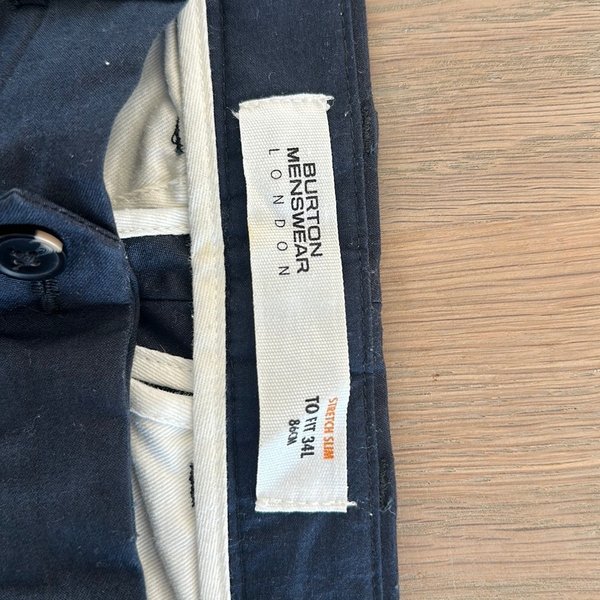 BURTON
MENSWEAR
LONDON
STRETCH SLIM
TO FIT 34L
86CM